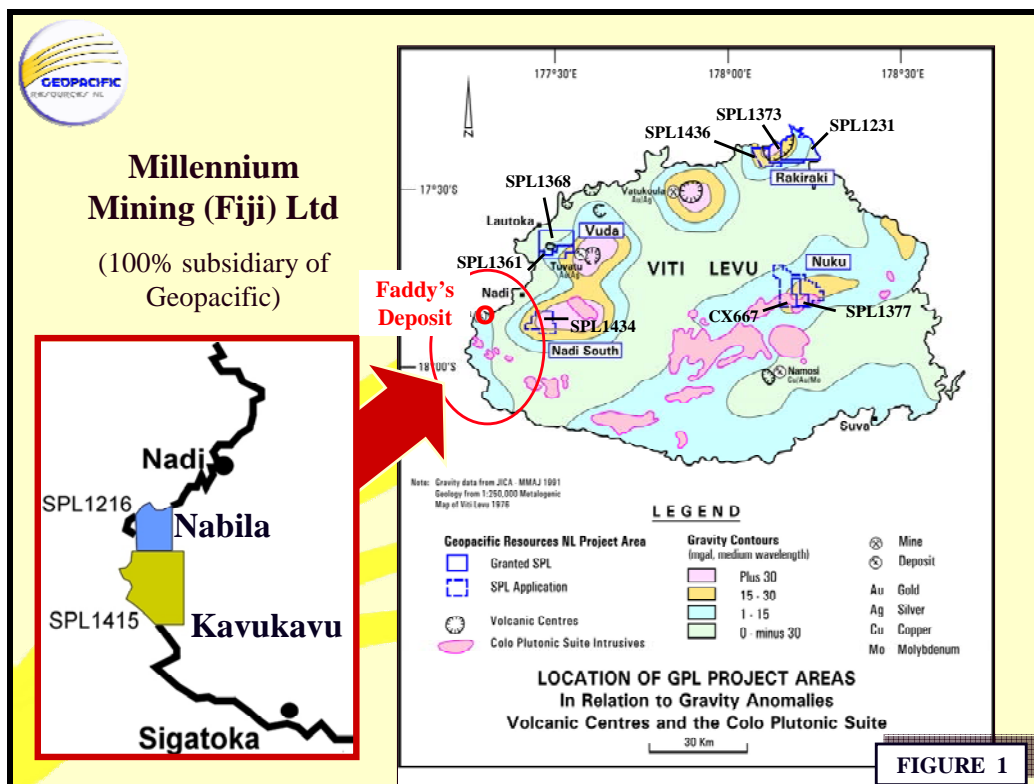 GEOPACIFIC
RESOURCES NL
Millennium
Mining (Fiji) Ltd
(100% subsidiary of
Geopacific)
Nadi
SPL1216
Nabila
SPL1415
Kavukavu
Sigatoka
177°30'E
178°00'E
178°30'E
N
SPL1373
SPL1436
SPL1231
Rakiraki
17°30'S
Vatukoula
Au/Ag
SPL1368
Lautoka
Vuda
SPL1361
Tuvatu
Au/Ag
VITI LEVU
Nuku
Faddy's
Deposit
Nadi
SPL1434
CX667
SPL1377
Nadi South
18°00'S
Namosi
Cu/Au/Mo
Suva
Note: Gravity data from JICA - MMAJ 1991
Geology from 1:250,000 Metalogenic
Map of Viti Levu 1976
LEGEND
Geopacific Resources NL Project Area
Granted SPL
SPL Application
Volcanic Centres
Colo Plutonic Suite Intrusives
Gravity Contours
(mgal, medium wavelength)
Plus 30
15 - 30
1 - 15
0 - minus 30
Mine
Deposit
Au Gold
Ag Silver
Cu Copper
Mo Molybdenum
LOCATION OF GPL PROJECT AREAS
In Relation to Gravity Anomalies
Volcanic Centres and the Colo Plutonic Suite
30 Km
FIGURE 1